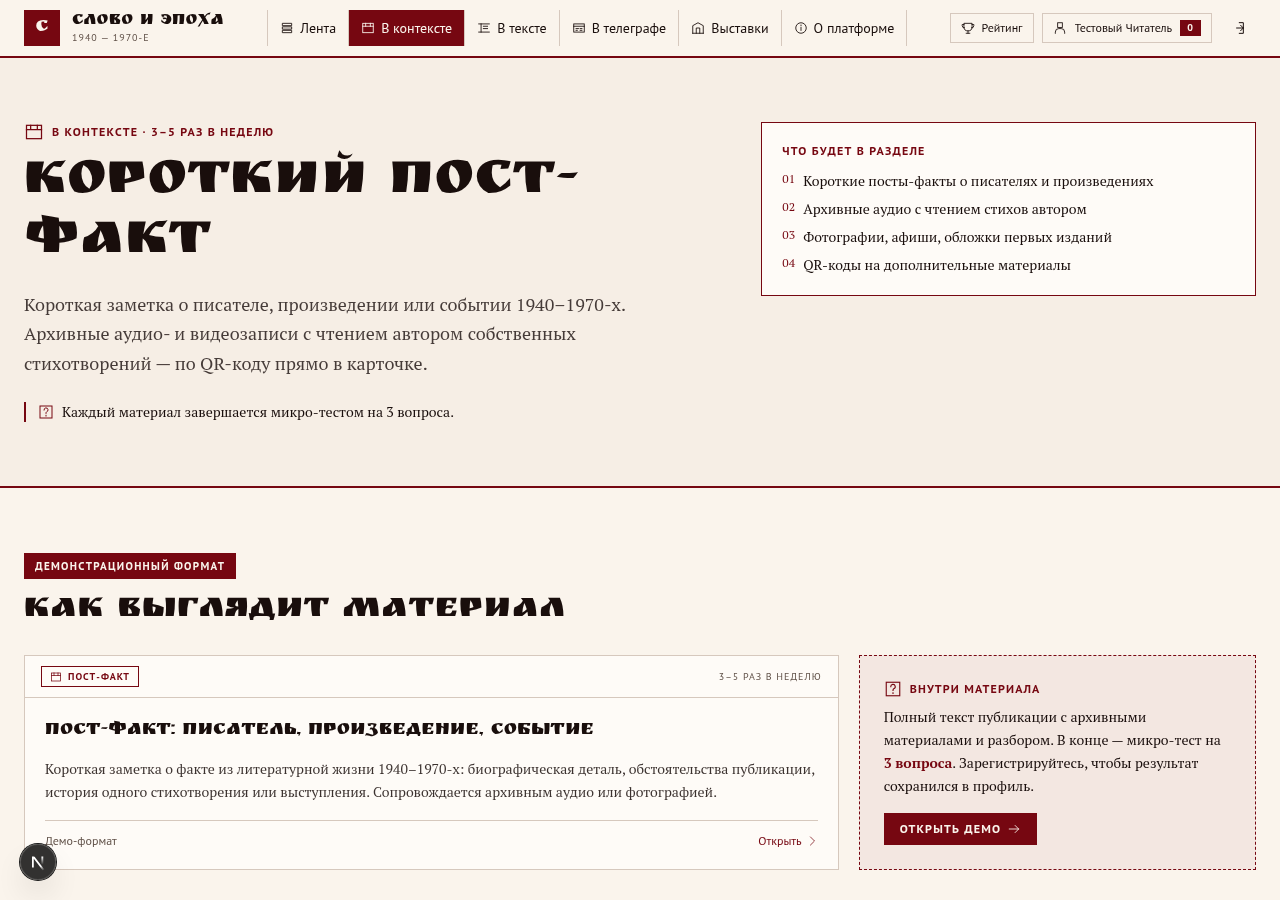 С
СЛОВО И ЭПОХА
1940 — 1970-Е
Лента
В контексте
В тексте
В телеграфе
Выставки
О платформе
Рейтинг
Тестовый Читатель 0
В КОНТЕКСТЕ · 3–5 РАЗ В НЕДЕЛЮ
КОРОТКИЙ ПОСТ-
ФАКТ
Короткая заметка о писателе, произведении или событии 1940–1970-х.
Архивные аудио- и видеозаписи с чтением автором собственных
стихотворений — по QR-коду прямо в карточке.
Каждый материал завершается микро-тестом на 3 вопроса.
ЧТО БУДЕТ В РАЗДЕЛЕ
01 Короткие посты-факты о писателях и произведениях
02 Архивные аудио с чтением стихов автором
03 Фотографии, афиши, обложки первых изданий
04 QR-коды на дополнительные материалы
ДЕМОНСТРАЦИОННЫЙ ФОРМАТ
КАК ВЫГЛЯДИТ МАТЕРИАЛ
ПОСТ-ФАКТ
3–5 РАЗ В НЕДЕЛЮ
ПОСТ-ФАКТ: ПИСАТЕЛЬ, ПРОИЗВЕДЕНИЕ, СОБЫТИЕ
Короткая заметка о факте из литературной жизни 1940–1970-х: биографическая деталь, обстоятельства публикации,
история одного стихотворения или выступления. Сопровождается архивным аудио или фотографией.
Демо-формат
Открыть
ВНУТРИ МАТЕРИАЛА
Полный текст публикации с архивными
материалами и разбором. В конце — микро-тест на
3 вопроса. Зарегистрируйтесь, чтобы результат
сохранился в профиль.
ОТКРЫТЬ ДЕМО →
N